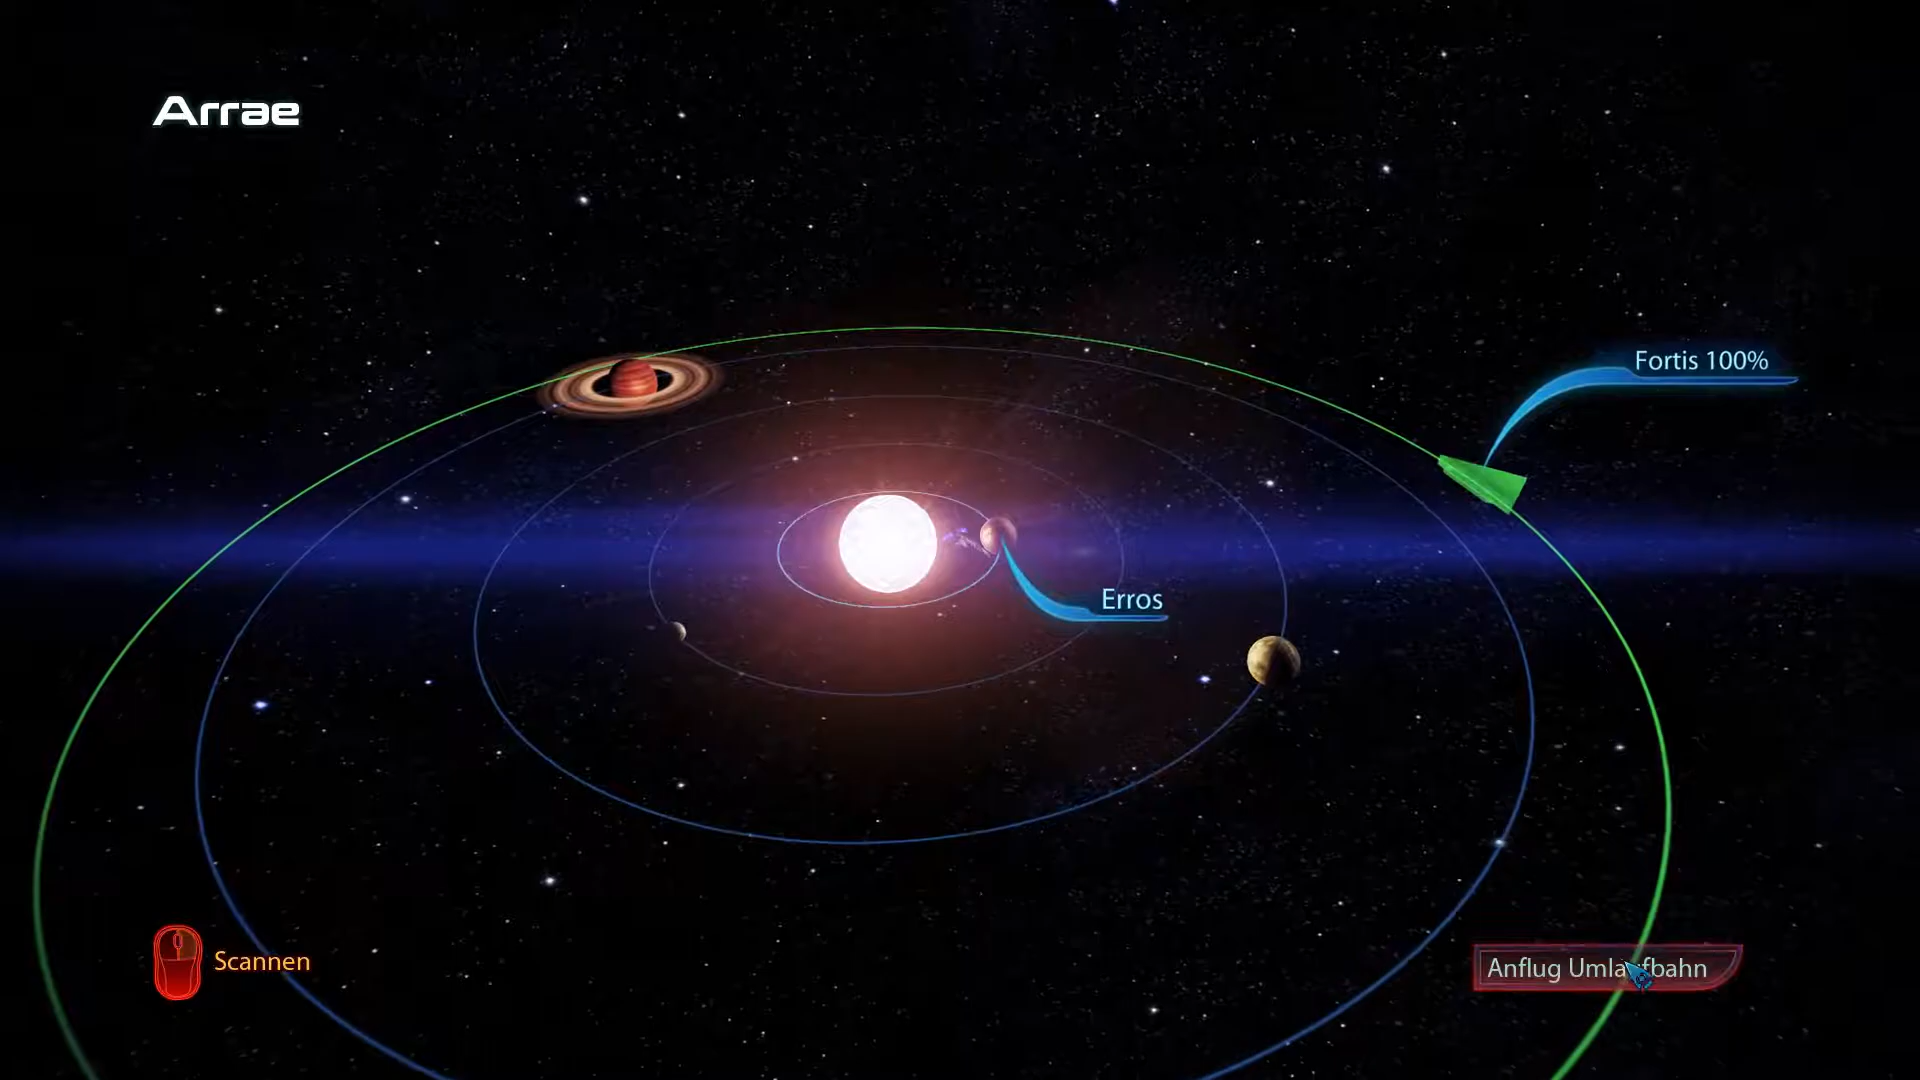 Arrae
Fortis 100%
Erros
Scannen
Anflug Umlaufbahn